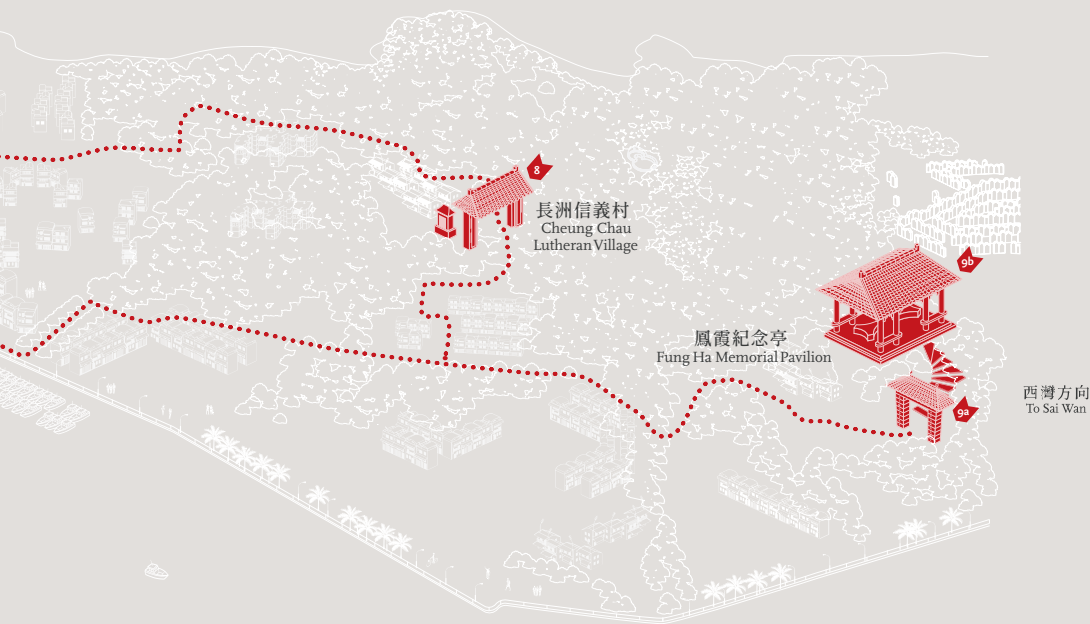 8
長洲信義村
Cheung Chau
Lutheran Village
9b
鳳霞紀念亭
Fung Ha Memorial Pavilion
西灣方向
To Sai Wan
9a